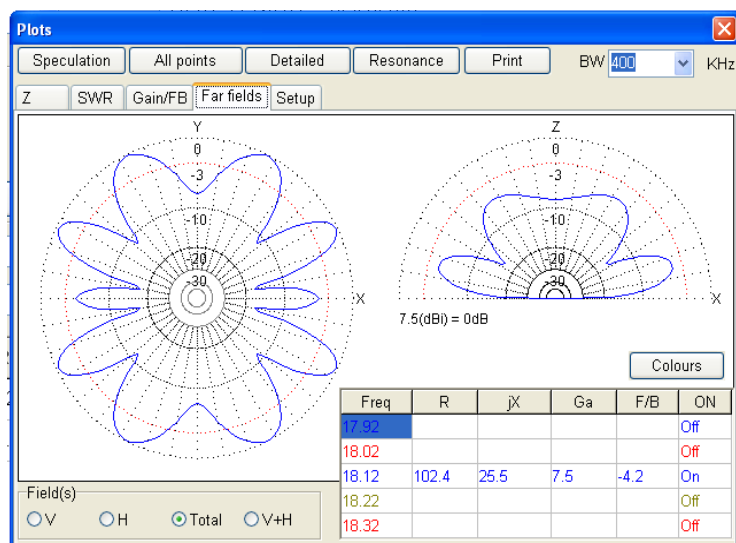 Plots
Speculation All points Detailed Resonance Print BW 400 KHz
Z SWR Gain/FB Far fields Setup
Y
0
-3
-10
-20
-30
X
Z
0
-3
-10
-20
-30
X
7.5(dBi) = 0dB
Colours
Freq R jX Ga F/B ON
17.92 Off
18.02 Off
18.12 102.4 25.5 7.5 -4.2 On
18.22 Off
18.32 Off
Field(s)
V H Total V+H